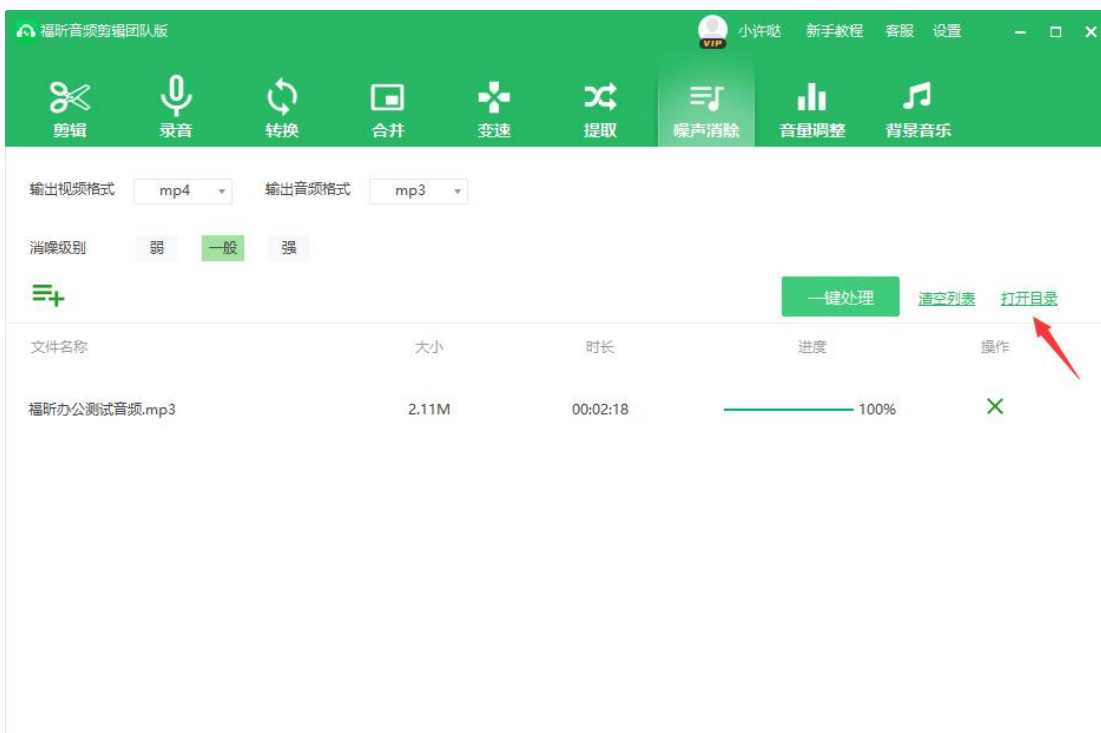 福昕音频剪辑团队版 VIP 小许哒 新手教程 客服 设置
剪辑 录音 转换 合并 变速 提取 噪声消除 音量调整 背景音乐
输出视频格式 mp4 输出音频格式 mp3
消噪级别 弱 一般 强
一键处理 清空列表 打开目录
文件名称 大小 时长 进度 操作
福昕办公测试音频.mp3 2.11M 00:02:18 100%